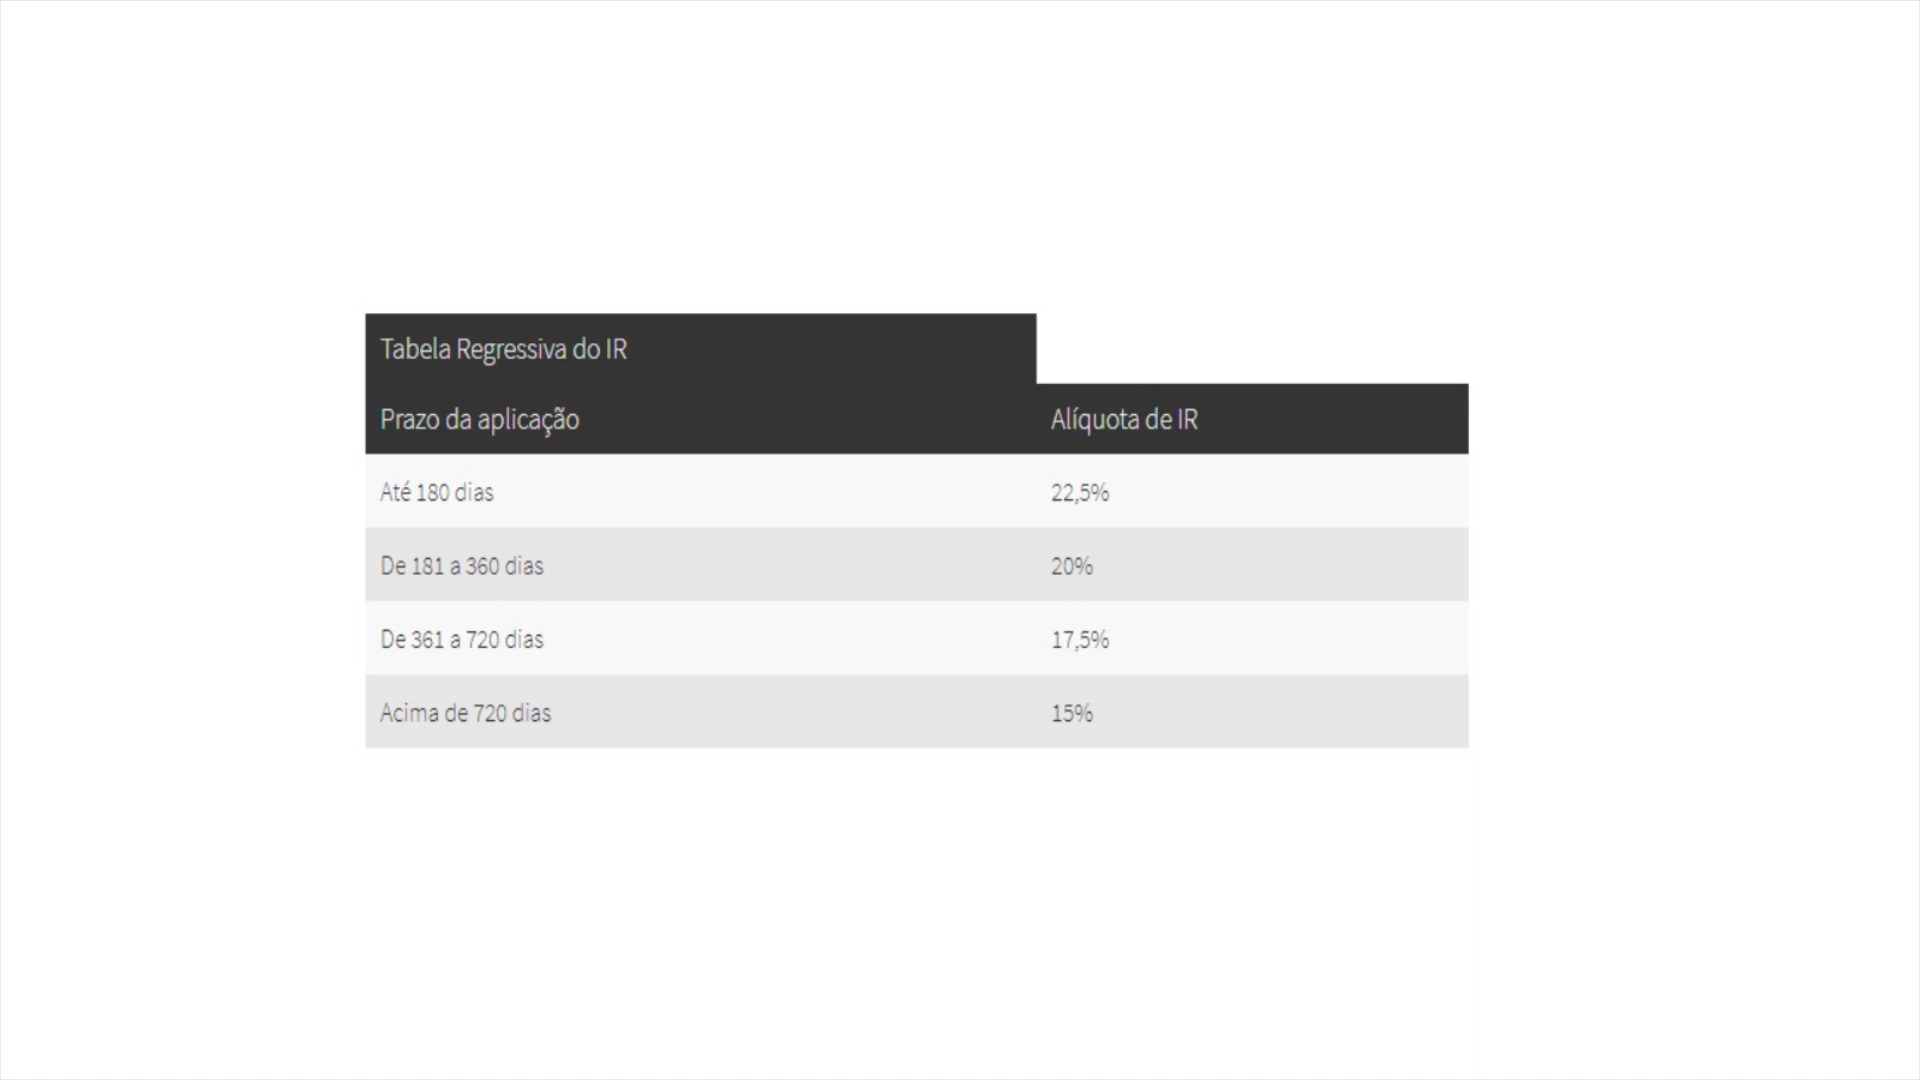 Tabela Regressiva do IR
Prazo da aplicação Alíquota de IR
Até 180 dias 22,5%
De 181 a 360 dias 20%
De 361 a 720 dias 17,5%
Acima de 720 dias 15%